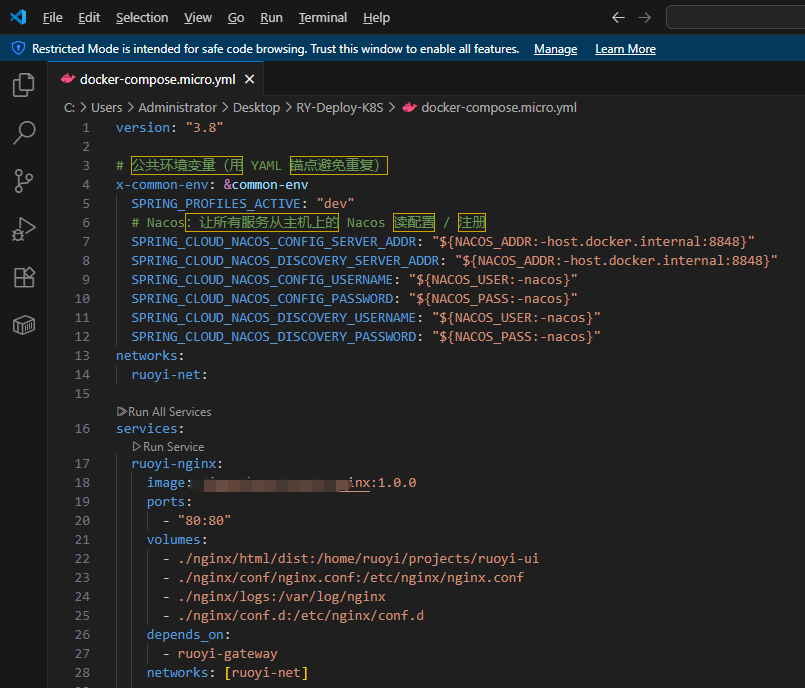 File Edit Selection View Go Run Terminal Help
Restricted Mode is intended for safe code browsing. Trust this window to enable all features. Manage Learn More
docker-compose.micro.yml
C: > Users > Administrator > Desktop > RY-Deploy-K8S > docker-compose.micro.yml
1 version: "3.8"
2
3 # 公共环境变量（用 YAML 锚点避免重复）
4 x-common-env: &common-env
5 SPRING_PROFILES_ACTIVE: "dev"
6 # Nacos：让所有服务从主机上的 Nacos 读配置 / 注册
7 SPRING_CLOUD_NACOS_CONFIG_SERVER_ADDR: "${NACOS_ADDR:-host.docker.internal:8848}"
8 SPRING_CLOUD_NACOS_DISCOVERY_SERVER_ADDR: "${NACOS_ADDR:-host.docker.internal:8848}"
9 SPRING_CLOUD_NACOS_CONFIG_USERNAME: "${NACOS_USER:-nacos}"
10 SPRING_CLOUD_NACOS_CONFIG_PASSWORD: "${NACOS_PASS:-nacos}"
11 SPRING_CLOUD_NACOS_DISCOVERY_USERNAME: "${NACOS_USER:-nacos}"
12 SPRING_CLOUD_NACOS_DISCOVERY_PASSWORD: "${NACOS_PASS:-nacos}"
13 networks:
14 ruoyi-net:
15
Run All Services
16 services:
Run Service
17 ruoyi-nginx:
18 image: inx:1.0.0
19 ports:
20 - "80:80"
21 volumes:
22 - ./nginx/html/dist:/home/ruoyi/projects/ruoyi-ui
23 - ./nginx/conf/nginx.conf:/etc/nginx/nginx.conf
24 - ./nginx/logs:/var/log/nginx
25 - ./nginx/conf.d:/etc/nginx/conf.d
26 depends_on:
27 - ruoyi-gateway
28 networks: [ruoyi-net]